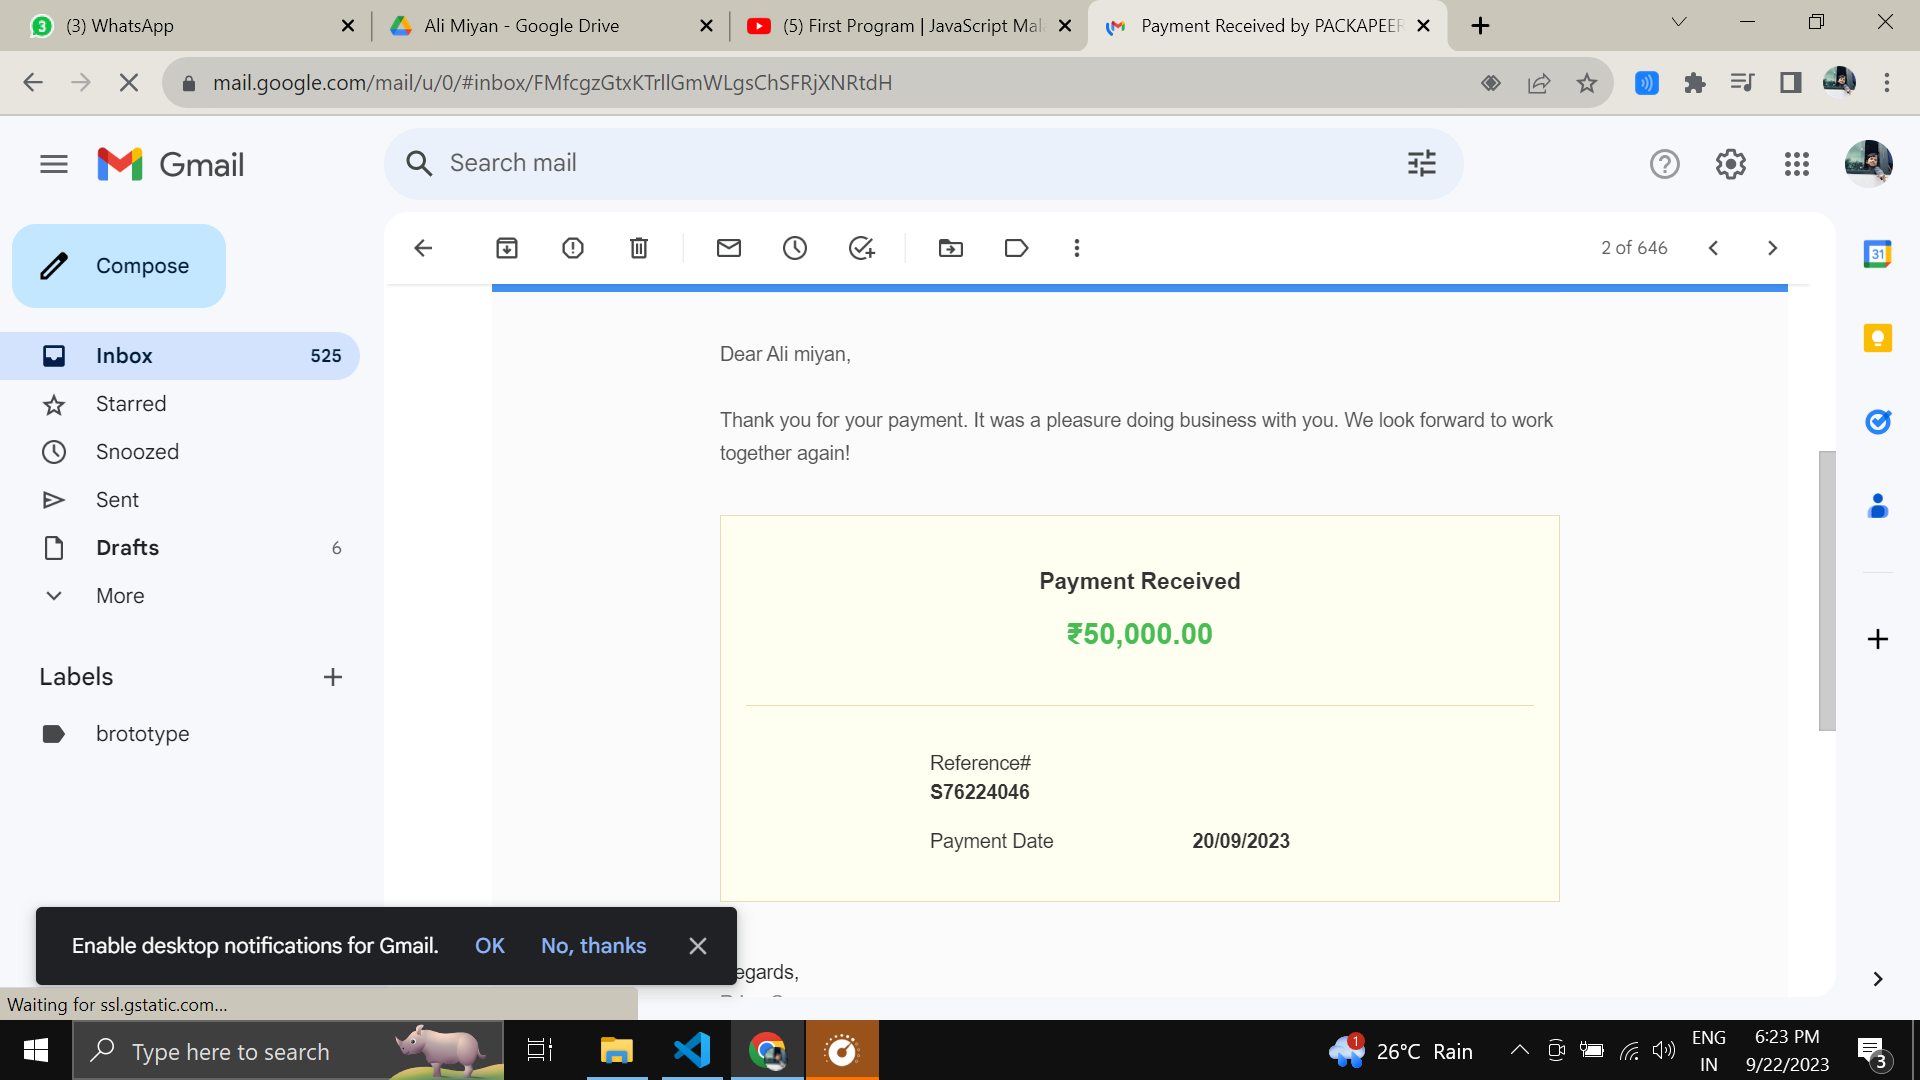 (3) WhatsApp
Ali Miyan - Google Drive
(5) First Program | JavaScript Mala
Payment Received by PACKAPEER
mail.google.com/mail/u/0/#inbox/FMfcgzGtxKTrllGmWLgsChSFRjXNRtdH
Gmail
Search mail
Compose
2 of 646
Inbox 525
Starred
Snoozed
Sent
Drafts 6
More
Labels
brototype
Dear Ali miyan,
Thank you for your payment. It was a pleasure doing business with you. We look forward to work
together again!
Payment Received
₹50,000.00
Reference#
S76224046
Payment Date 20/09/2023
egards,
31
Enable desktop notifications for Gmail. OK No, thanks
Waiting for ssl.gstatic.com...
Type here to search
1
26°C Rain
ENG
IN
6:23 PM
9/22/2023
3